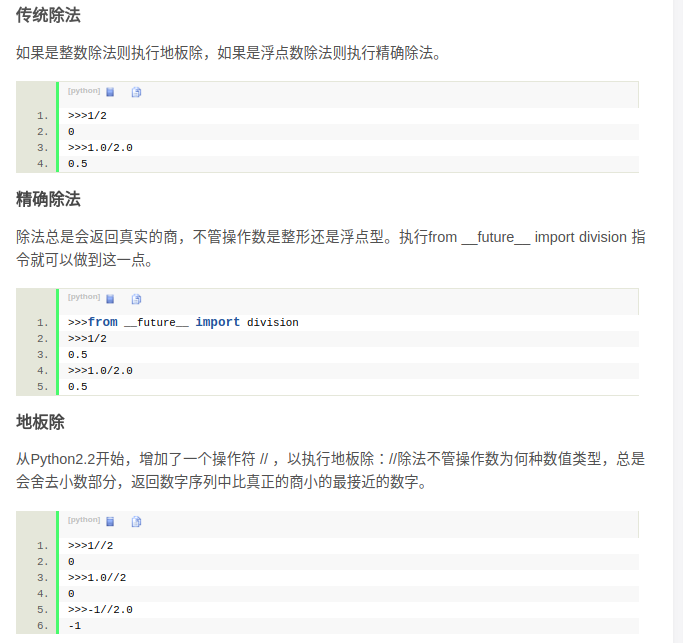 传统除法
如果是整数除法则执行地板除，如果是浮点数除法则执行精确除法。
[python]
1. >>>1/2
2. 0
3. >>>1.0/2.0
4. 0.5
精确除法
除法总是会返回真实的商，不管操作数是整形还是浮点型。执行from __future__ import division 指
令就可以做到这一点。
[python]
1. >>>from __future__ import division
2. >>>1/2
3. 0.5
4. >>>1.0/2.0
5. 0.5
地板除
从Python2.2开始，增加了一个操作符 // ，以执行地板除：//除法不管操作数为何种数值类型，总是
会舍去小数部分，返回数字序列中比真正的商小的最接近的数字。
[python]
1. >>>1//2
2. 0
3. >>>1.0//2
4. 0
5. >>>-1//2.0
6. -1